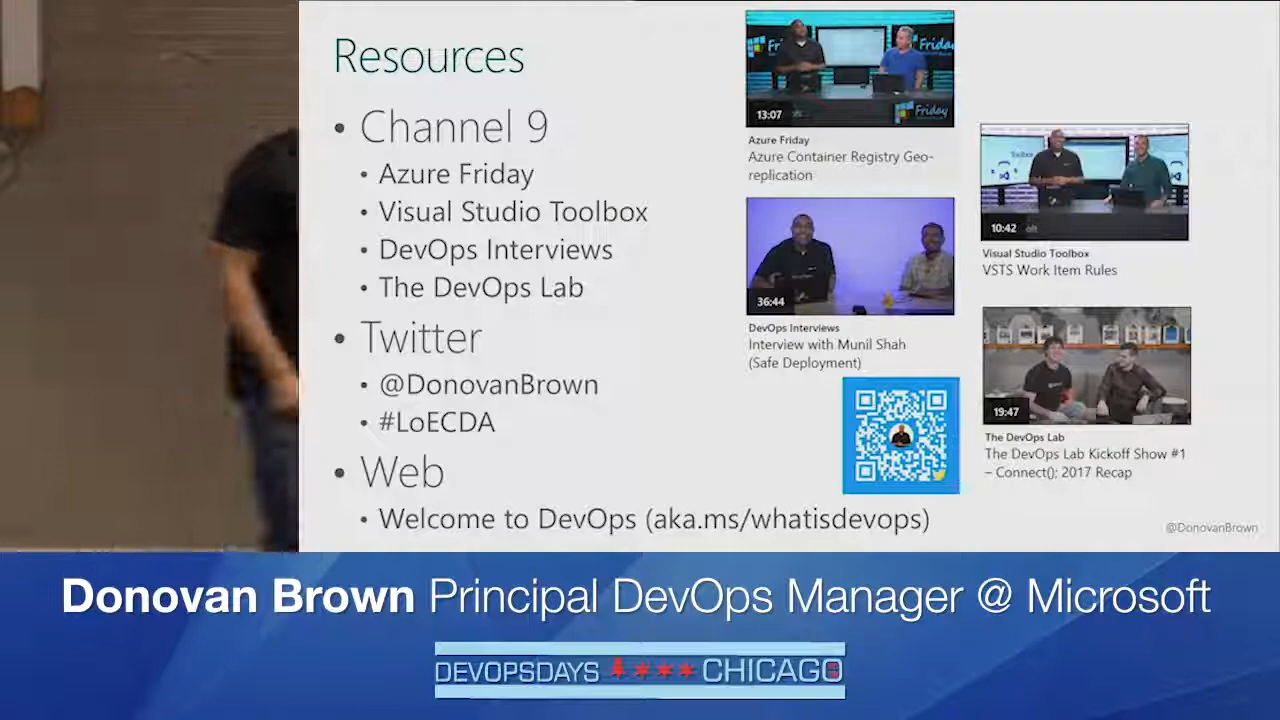 Resources
• Channel 9
• Azure Friday
• Visual Studio Toolbox
• DevOps Interviews
• The DevOps Lab
• Twitter
• @DonovanBrown
• #LoECDA
• Web
• Welcome to DevOps (aka.ms/whatisdevops)
Friday
13:07
Friday
Azure Friday
Azure Container Registry Geo-
replication
Toolbox
10:42
Visual Studio Toolbox
VSTS Work Item Rules
36:44
DevOps Interviews
Interview with Munil Shah
(Safe Deployment)
19:47
The DevOps Lab
The DevOps Lab Kickoff Show #1
– Connect(); 2017 Recap
@DonovanBrown
Donovan Brown Principal DevOps Manager @ Microsoft
DEVOPSDAYS CHICAGO